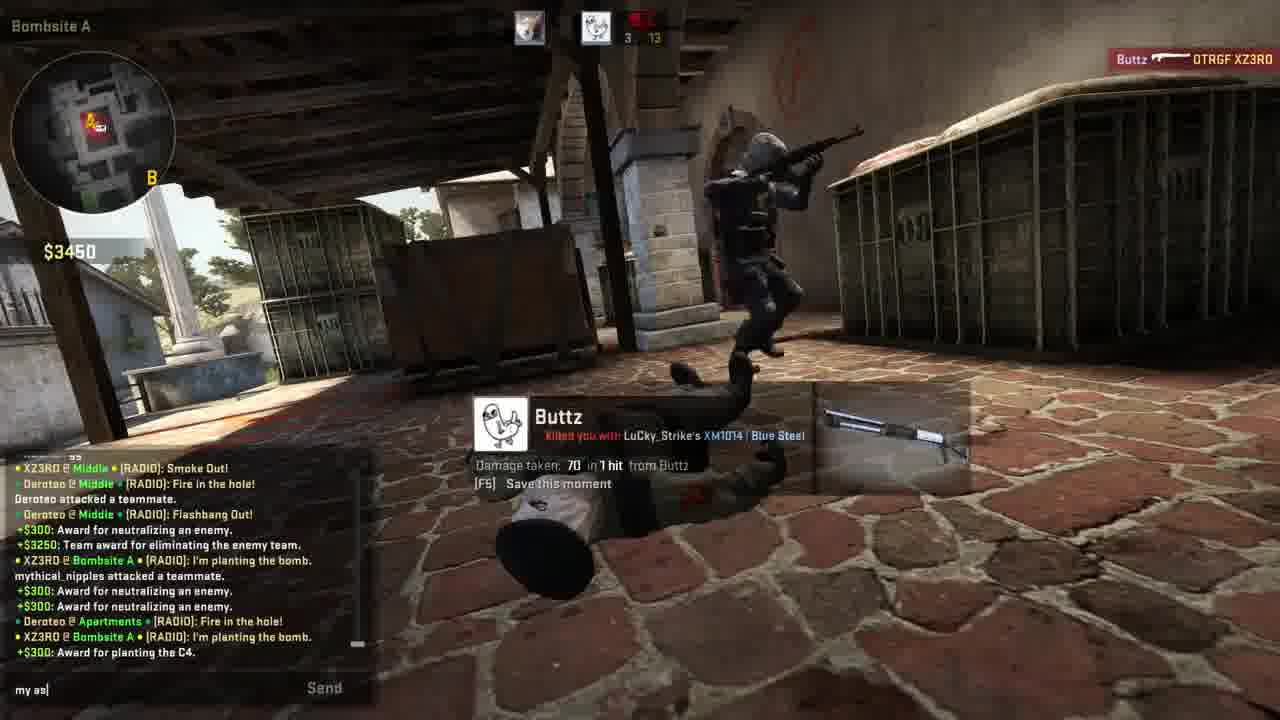 Bombsite A
3 13
Buttz OTRGF XZ3RO
B
$3450
Buttz
killed you with LuCky_Strike's XM1014 | Blue Steel
Damage taken: 70 in 1 hit from Buttz
[F5] Save this moment
• XZ3RO @ Middle • (RADIO): Smoke Out!
• Deroteo @ Middle • (RADIO): Fire in the hole!
Deroteo attacked a teammate.
• Deroteo @ Middle • (RADIO): Flashbang Out!
+$300: Award for neutralizing an enemy.
+$3250: Team award for eliminating the enemy team.
• XZ3RO @ Bombsite A • (RADIO): I'm planting the bomb.
mythical_nipples attacked a teammate.
+$300: Award for neutralizing an enemy.
+$300: Award for neutralizing an enemy.
• Deroteo @ Apartments • (RADIO): Fire in the hole!
• XZ3RO @ Bombsite A • (RADIO): I'm planting the bomb.
+$300: Award for planting the C4.
my as
Send